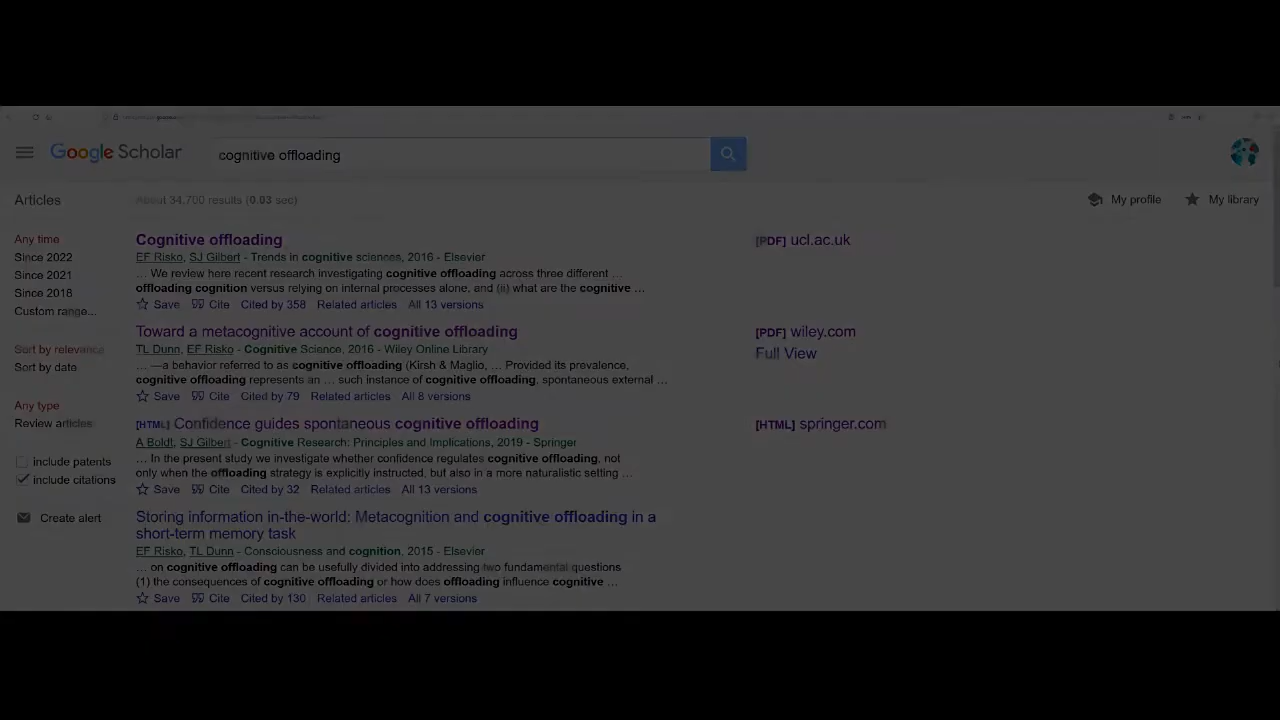 Google Scholar
cognitive offloading
Articles
About 34,700 results (0.03 sec)
My profile
My library
Any time
Since 2022
Since 2021
Since 2018
Custom range...
Sort by relevance
Sort by date
Any type
Review articles
include patents
include citations
Create alert
Cognitive offloading
EF Risko, SJ Gilbert - Trends in cognitive sciences, 2016 - Elsevier
... We review here recent research investigating cognitive offloading across three different ...
offloading cognition versus relying on internal processes alone, and (ii) what are the cognitive ...
Save Cite Cited by 358 Related articles All 13 versions
[PDF] ucl.ac.uk
Toward a metacognitive account of cognitive offloading
TL Dunn, EF Risko - Cognitive Science, 2016 - Wiley Online Library
... —a behavior referred to as cognitive offloading (Kirsh & Maglio, ... Provided its prevalence,
cognitive offloading represents an ... such instance of cognitive offloading, spontaneous external ...
Save Cite Cited by 79 Related articles All 8 versions
[PDF] wiley.com
Full View
[HTML] Confidence guides spontaneous cognitive offloading
A Boldt, SJ Gilbert - Cognitive Research: Principles and Implications, 2019 - Springer
... In the present study we investigate whether confidence regulates cognitive offloading, not
only when the offloading strategy is explicitly instructed, but also in a more naturalistic setting ...
Save Cite Cited by 32 Related articles All 13 versions
[HTML] springer.com
Storing information in-the-world: Metacognition and cognitive offloading in a
short-term memory task
EF Risko, TL Dunn - Consciousness and cognition, 2015 - Elsevier
... on cognitive offloading can be usefully divided into addressing two fundamental questions
(1) the consequences of cognitive offloading or how does offloading influence cognitive ...
Save Cite Cited by 130 Related articles All 7 versions